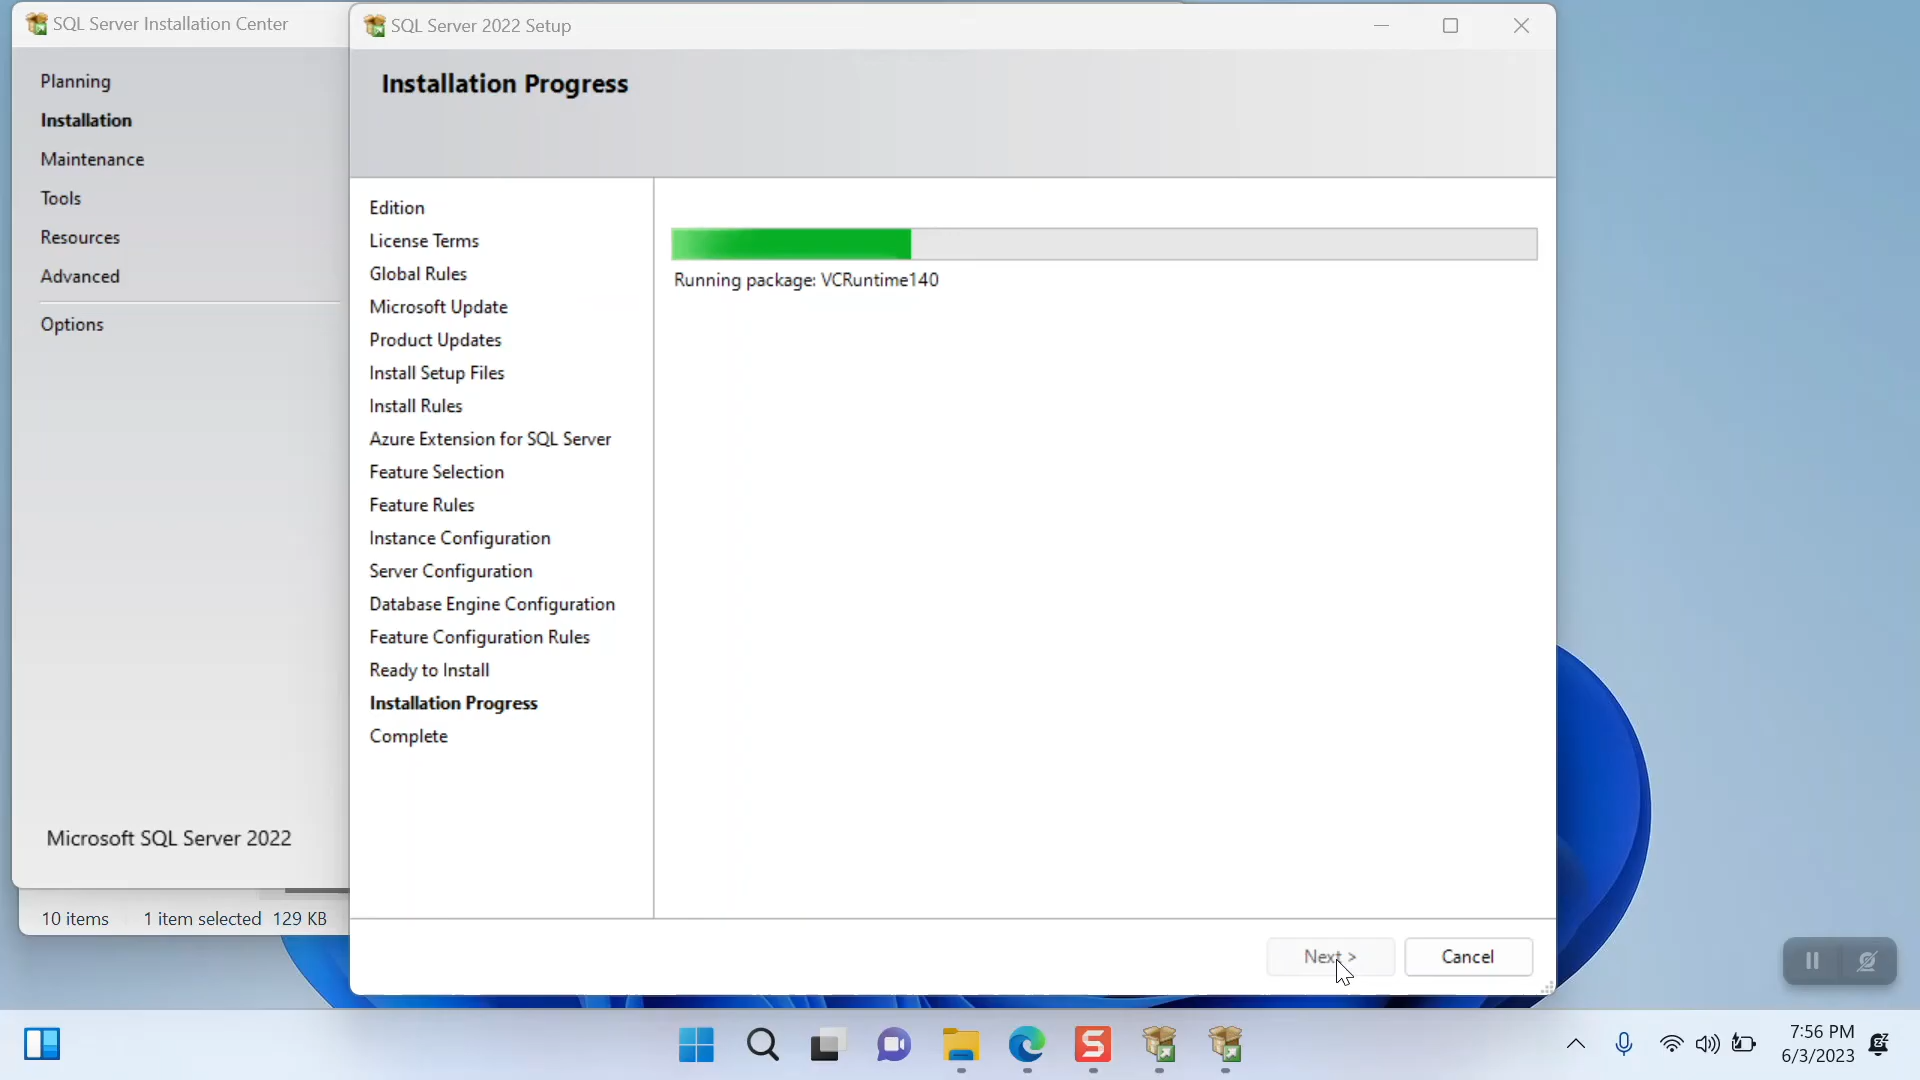 SQL Server Installation Center
Planning
Installation
Maintenance
Tools
Resources
Advanced
Options
Microsoft SQL Server 2022
10 items 1 item selected 129 KB
SQL Server 2022 Setup
Installation Progress
Edition
License Terms
Global Rules
Microsoft Update
Product Updates
Install Setup Files
Install Rules
Azure Extension for SQL Server
Feature Selection
Feature Rules
Instance Configuration
Server Configuration
Database Engine Configuration
Feature Configuration Rules
Ready to Install
Installation Progress
Complete
Running package: VCRuntime140
Next > Cancel
7:56 PM
6/3/2023